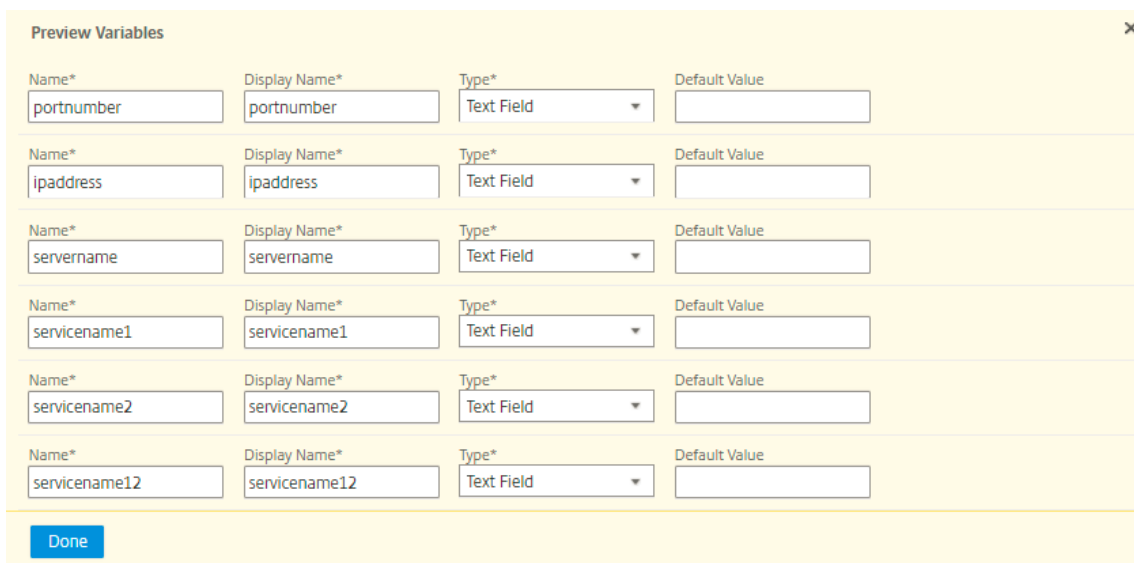 Preview Variables
×
Name* Display Name* Type* Default Value
portnumber portnumber Text Field
Name* Display Name* Type* Default Value
ipaddress ipaddress Text Field
Name* Display Name* Type* Default Value
servername servername Text Field
Name* Display Name* Type* Default Value
servicename1 servicename1 Text Field
Name* Display Name* Type* Default Value
servicename2 servicename2 Text Field
Name* Display Name* Type* Default Value
servicename12 servicename12 Text Field
Done